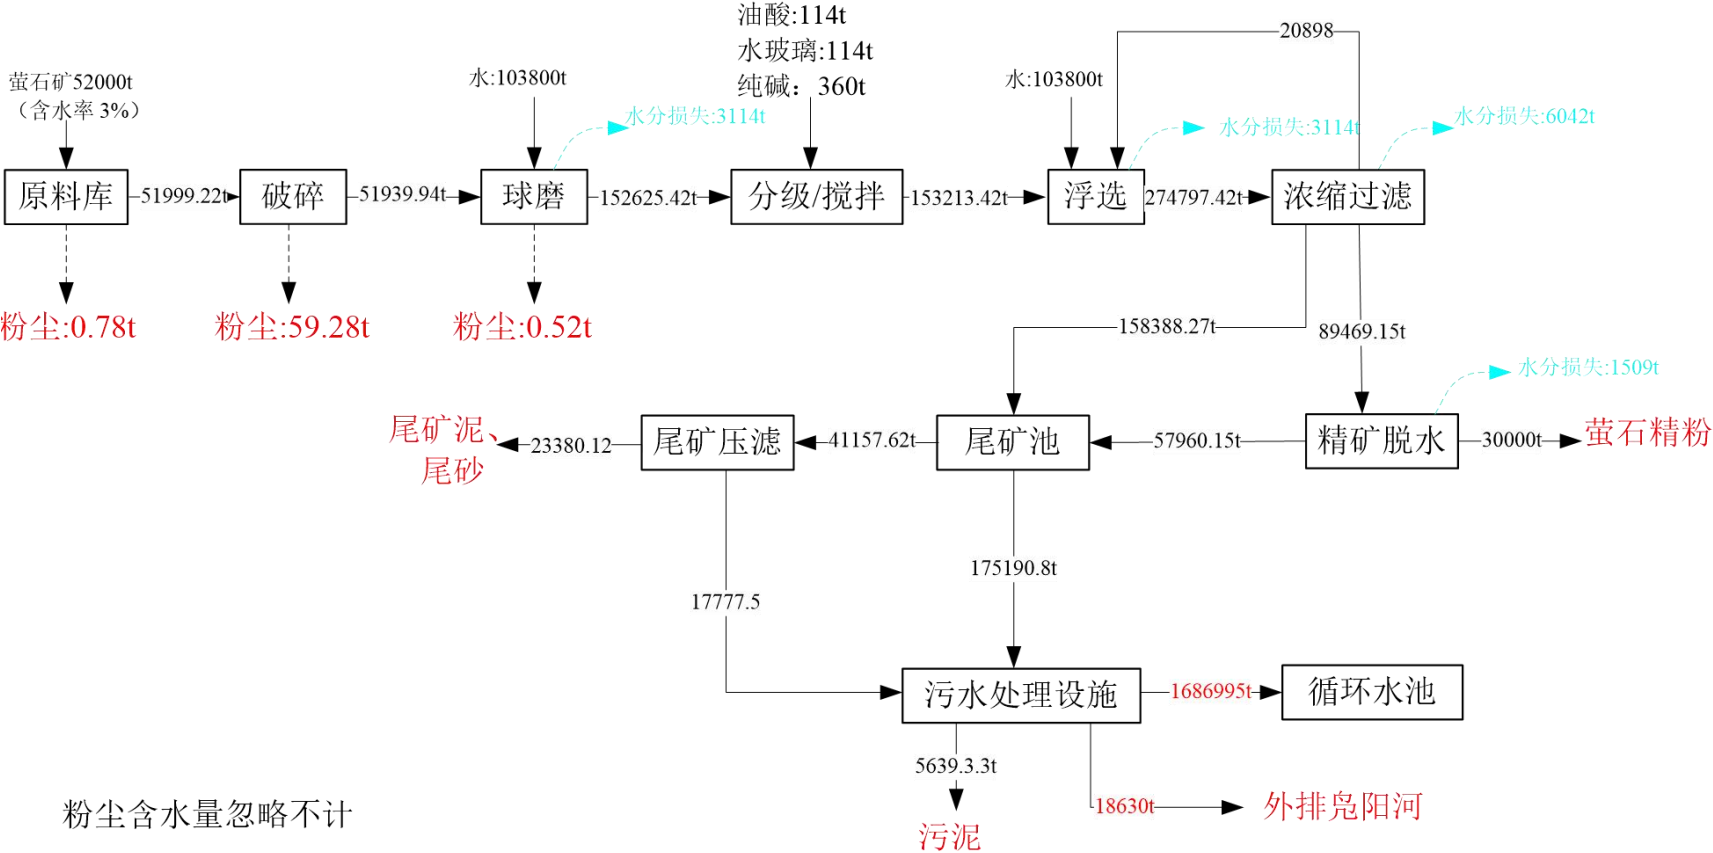 油酸:114t
水玻璃:114t
纯碱：360t
20898
萤石矿52000t
（含水率 3%）
水:103800t
水分损失:3114t
水:103800t
水分损失:3114t
水分损失:6042t
原料库
51999.22t
破碎
51939.94t
球磨
152625.42t
分级/搅拌
153213.42t
浮选
274797.42t
浓缩过滤
粉尘:0.78t
粉尘:59.28t
粉尘:0.52t
158388.27t
89469.15t
水分损失:1509t
尾矿泥、
尾砂
23380.12
尾矿压滤
41157.62t
尾矿池
57960.15t
精矿脱水
30000t
萤石精粉
17777.5
175190.8t
污水处理设施
1686995t
循环水池
5639.3.3t
污泥
18630t
外排凫阳河
粉尘含水量忽略不计